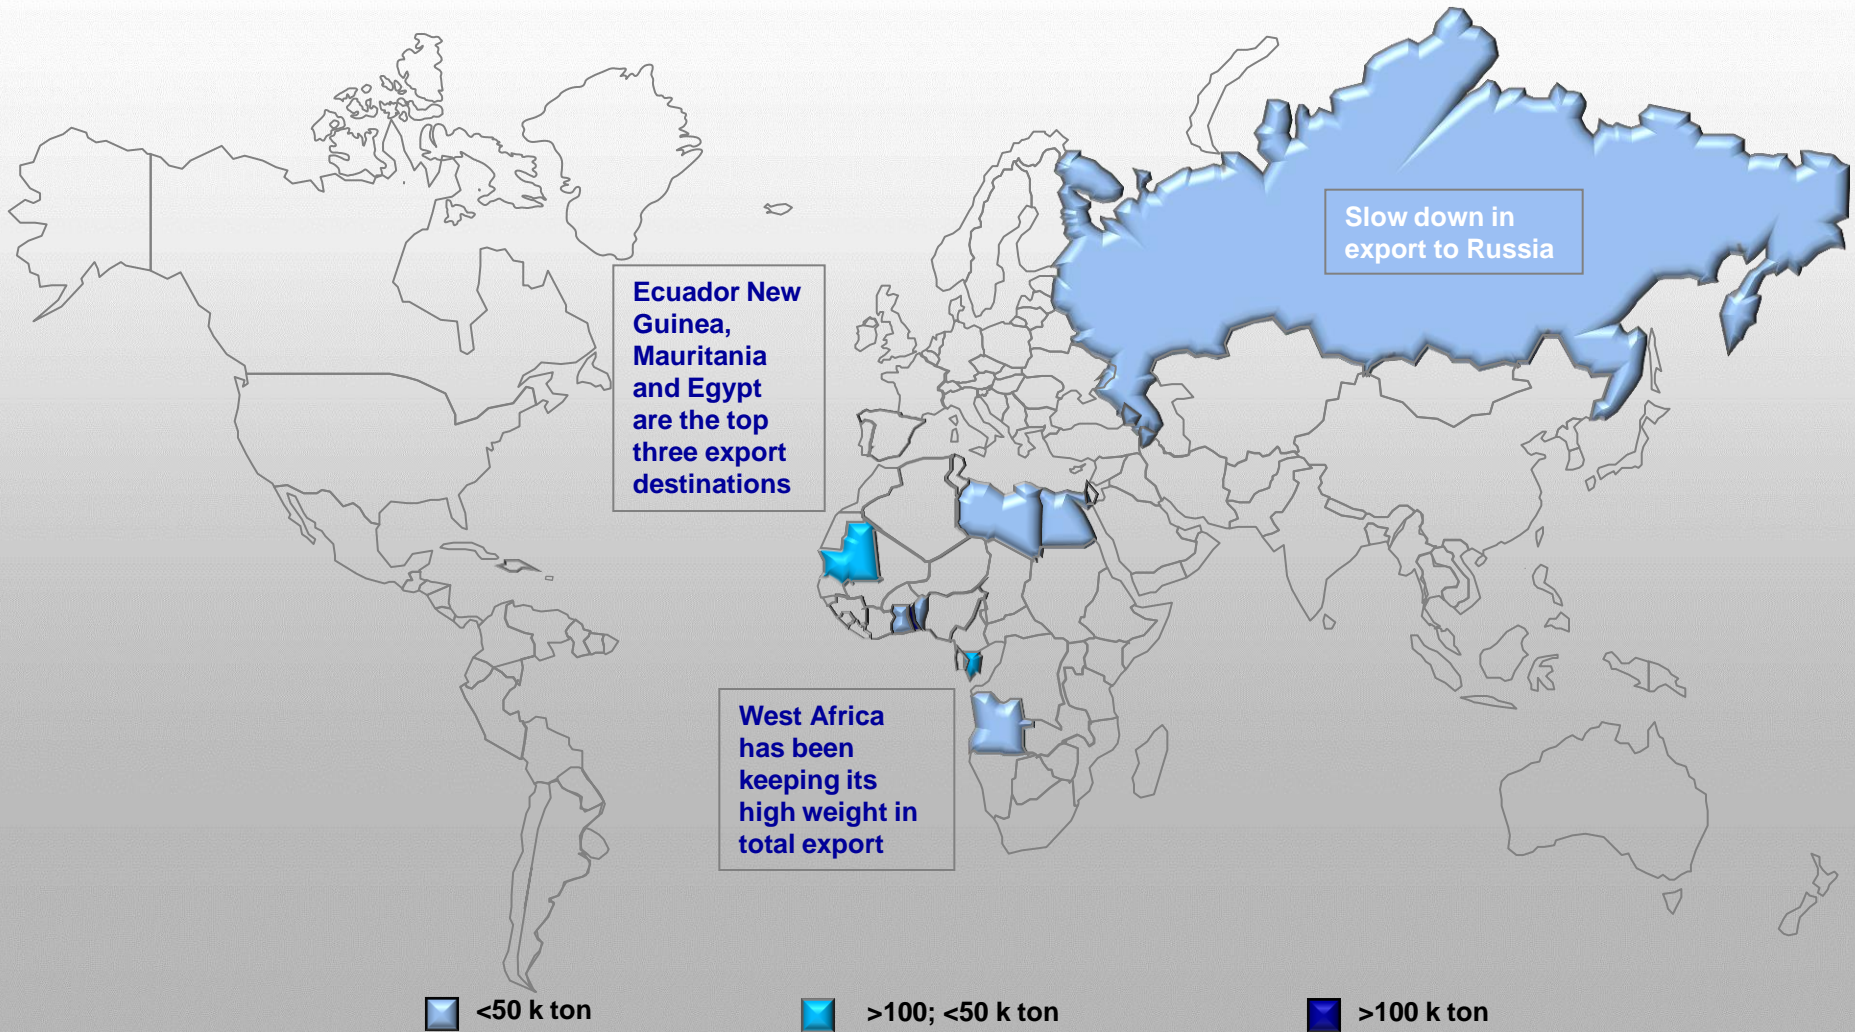 Slow down in
export to Russia
Ecuador New
Guinea,
Mauritania
and Egypt
are the top
three export
destinations
West Africa
has been
keeping its
high weight in
total export
<50 k ton
>100; <50 k ton
>100 k ton